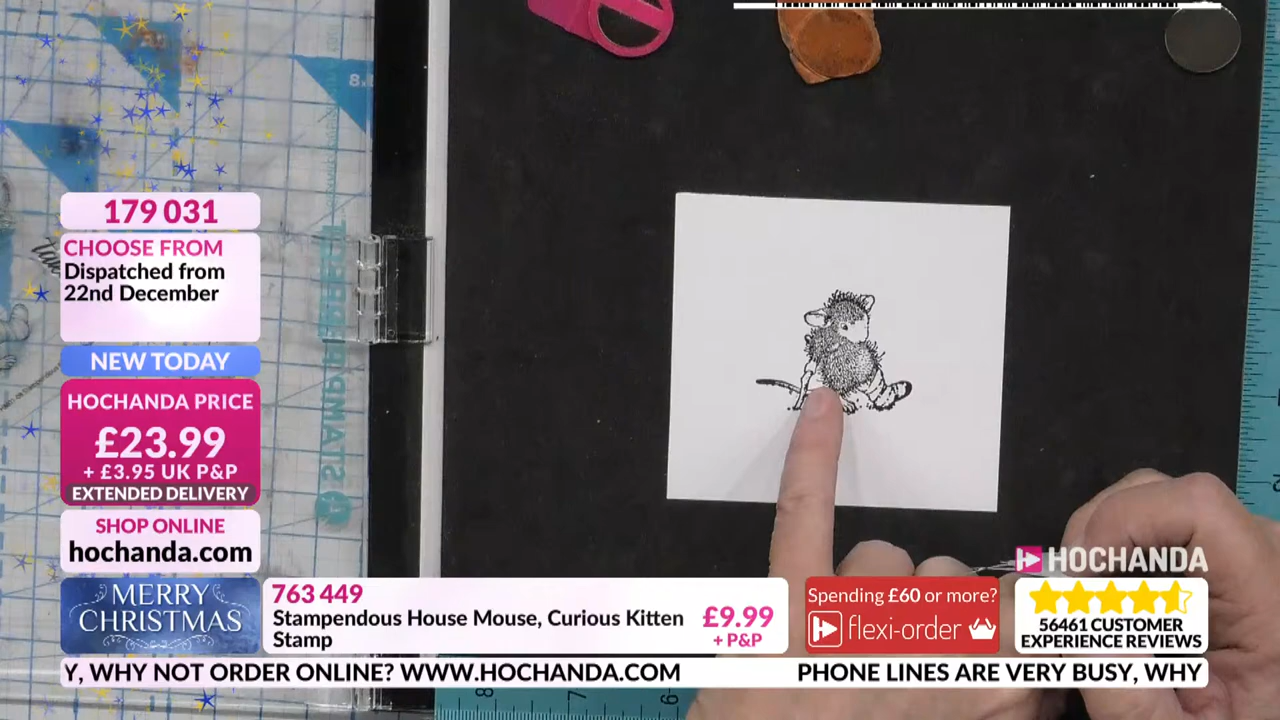 179 031
CHOOSE FROM
Dispatched from
22nd December
NEW TODAY
HOCHANDA PRICE
£23.99
+ £3.95 UK P&P
EXTENDED DELIVERY
SHOP ONLINE
hochanda.com
HOCHANDA
MERRY
CHRISTMAS
763 449
Stampendous House Mouse, Curious Kitten
Stamp
£9.99
+ P&P
Spending £60 or more?
flexi-order
56461 CUSTOMER
EXPERIENCE REVIEWS
Y, WHY NOT ORDER ONLINE? WWW.HOCHANDA.COM
PHONE LINES ARE VERY BUSY, WHY
8
7
6